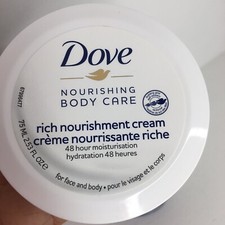 Dove
NOURISHING
BODY CARE
rich nourishment cream
crème nourrissante riche
48 hour moisturisation
hydratation 48 heures
for face and body • pour le visage et le corps
75 ML 2.53 FL OZ ℮